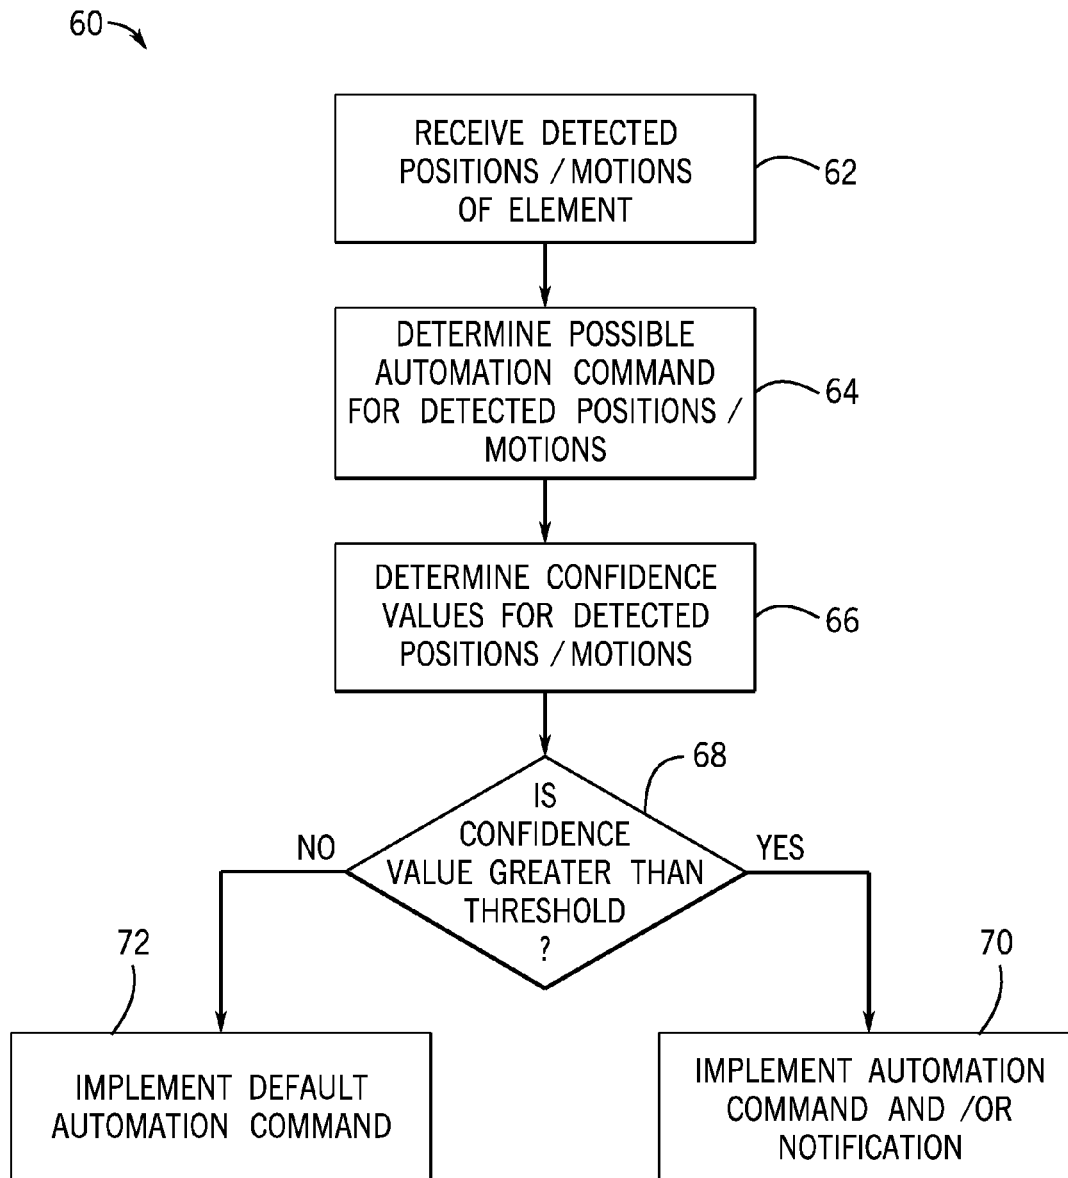 60
RECEIVE DETECTED
POSITIONS / MOTIONS
OF ELEMENT
62
DETERMINE POSSIBLE
AUTOMATION COMMAND
FOR DETECTED POSITIONS /
MOTIONS
64
DETERMINE CONFIDENCE
VALUES FOR DETECTED
POSITIONS / MOTIONS
66
68
IS
CONFIDENCE
VALUE GREATER THAN
THRESHOLD
?
NO
YES
72
IMPLEMENT DEFAULT
AUTOMATION COMMAND
70
IMPLEMENT AUTOMATION
COMMAND AND /OR
NOTIFICATION